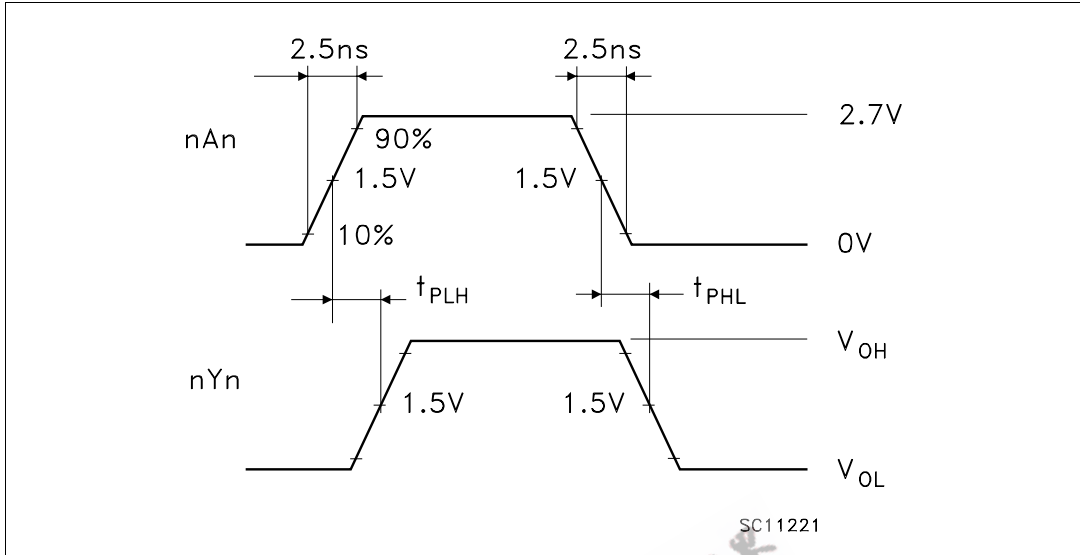 2.5ns 2.5ns
2.7V
nAn 90%
1.5V 1.5V
10%
0V
tPLH tPHL
VOH
nYn
1.5V 1.5V
VOL
SC11221